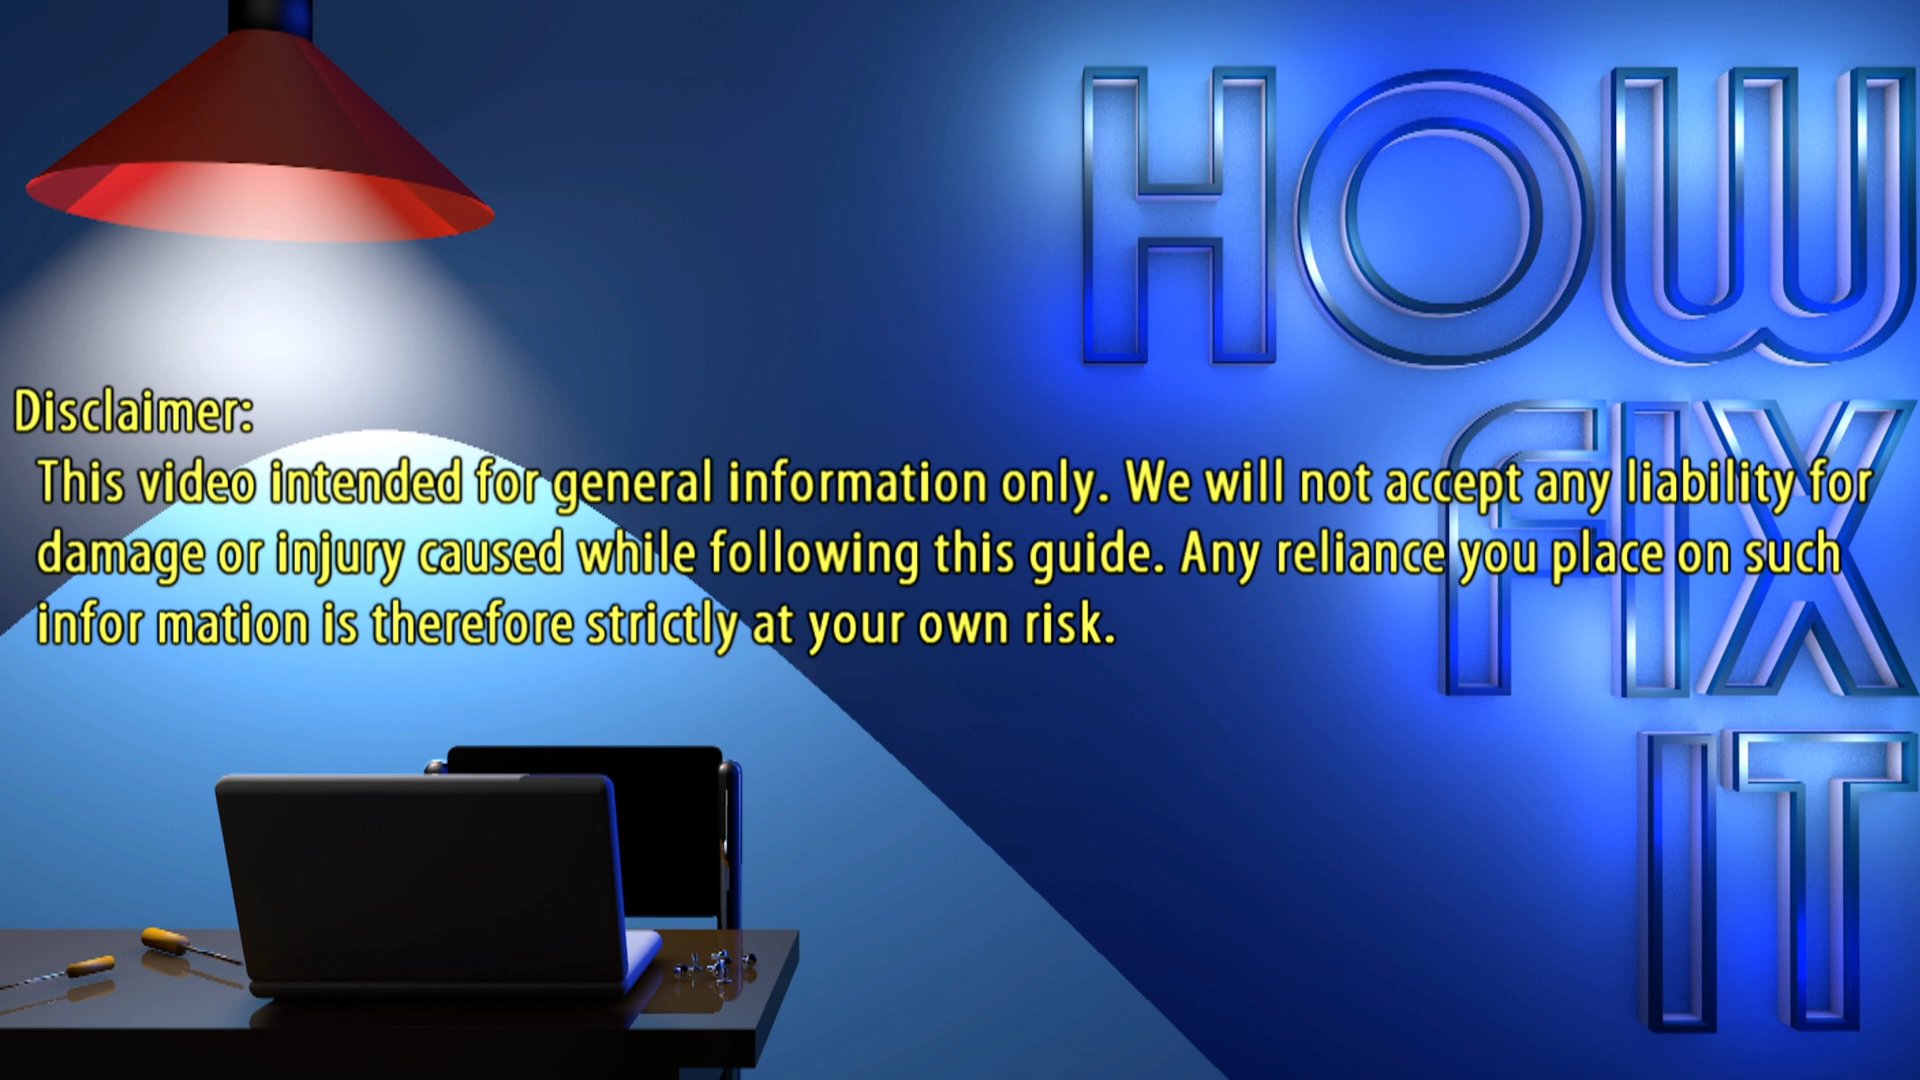 HOW
FIX
IT
Disclaimer:
This video intended for general information only. We will not accept any liability for
damage or injury caused while following this guide. Any reliance you place on such
infor mation is therefore strictly at your own risk.